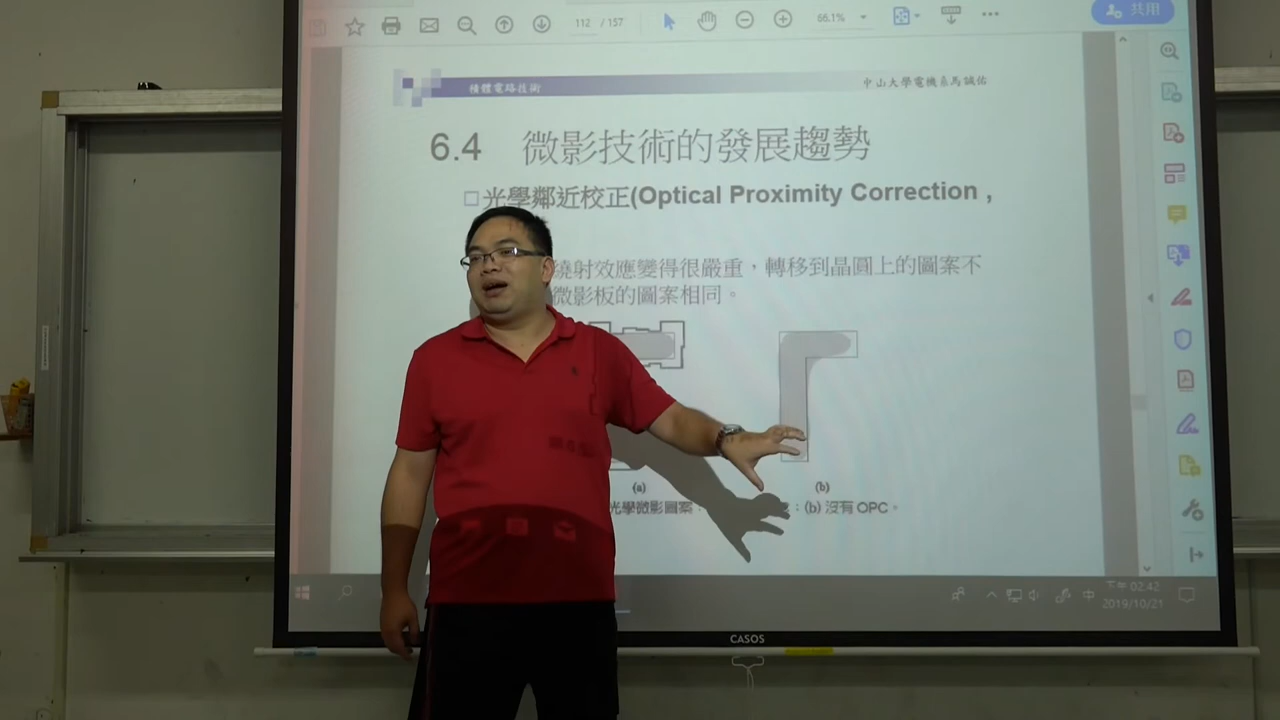 112 / 157
66.1%
共用
積體電路技術
中山大學電機系馬誠佑
6.4 微影技術的發展趨勢
光學鄰近校正(Optical Proximity Correction ,
繞射效應變得很嚴重，轉移到晶圓上的圖案不
微影板的圖案相同。
(a)
(b)
光學微影圖案：
：(b) 沒有 OPC。
中
下午 02:42
2019/10/21
CASOS